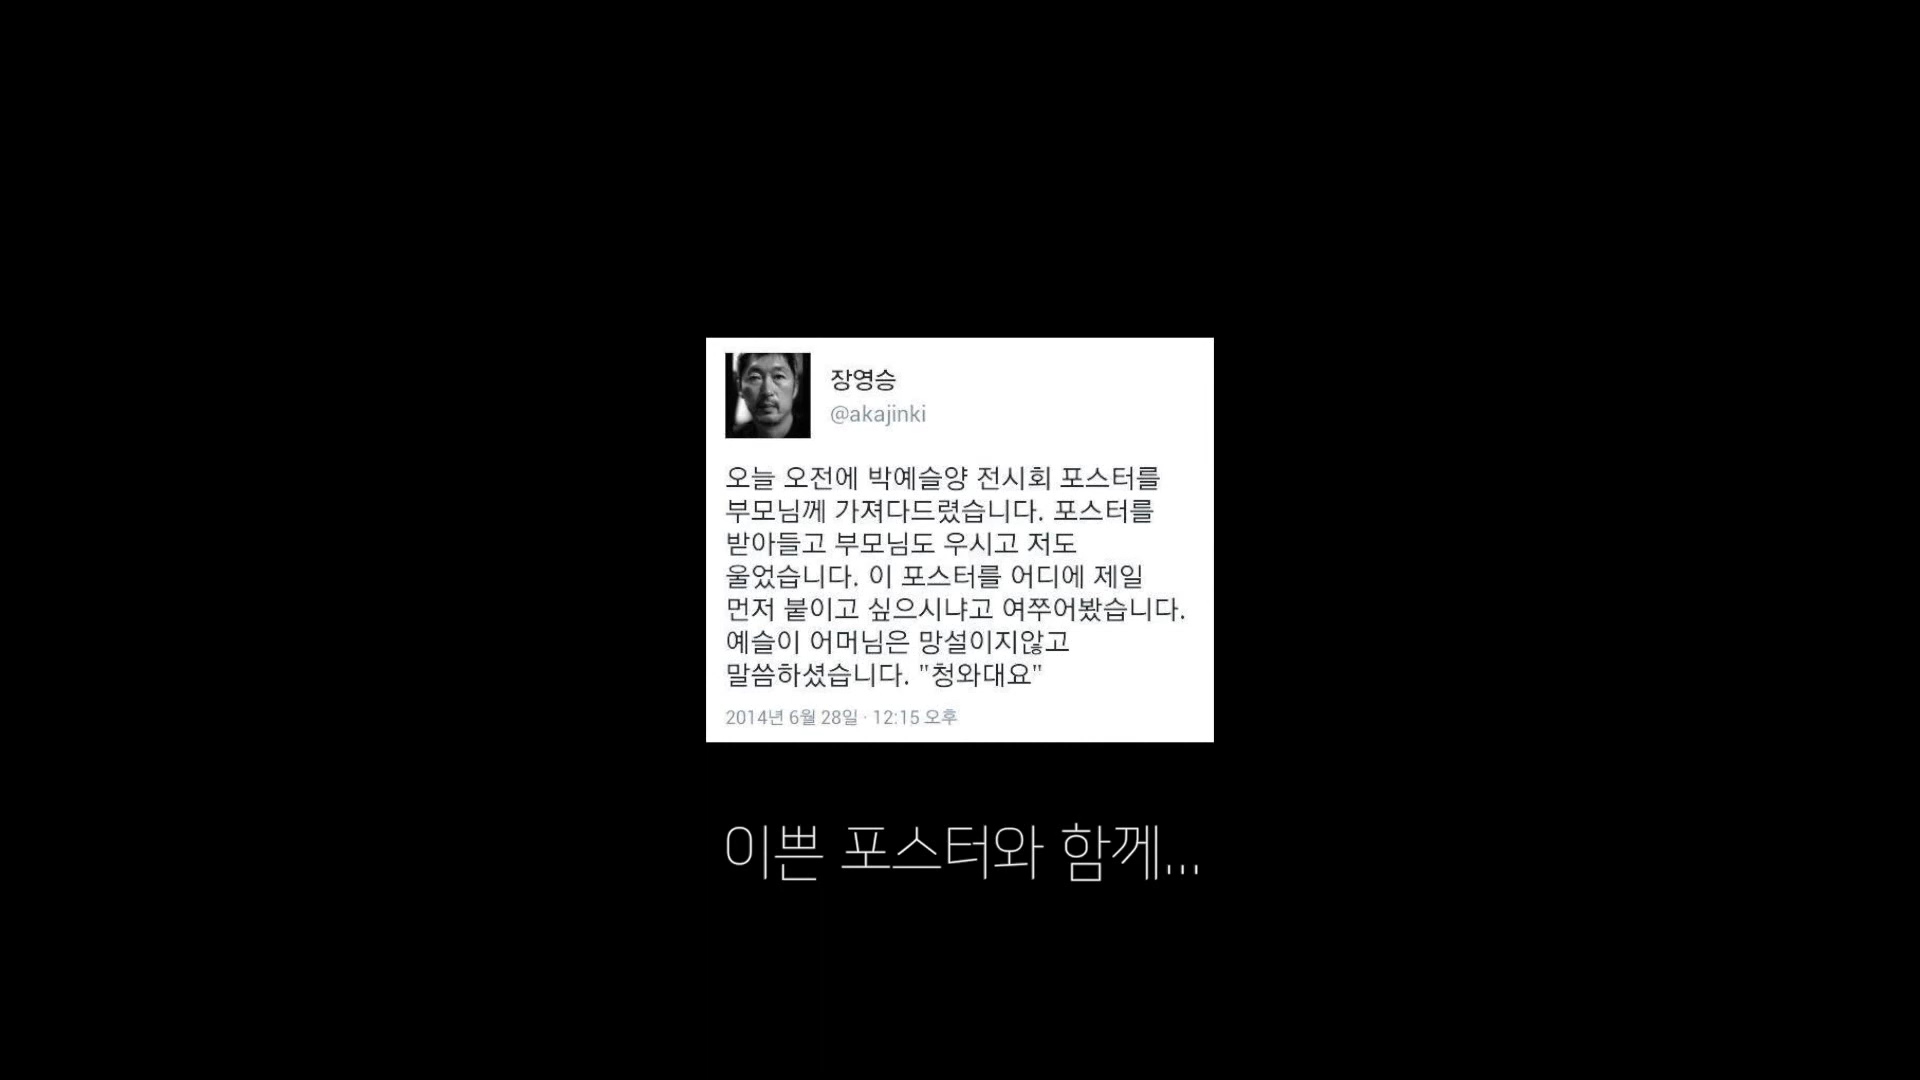 장영승
@akajinki
오늘 오전에 박예슬양 전시회 포스터를
부모님께 가져다드렸습니다. 포스터를
받아들고 부모님도 우시고 저도
울었습니다. 이 포스터를 어디에 제일
먼저 붙이고 싶으시냐고 여쭈어봤습니다.
예슬이 어머님은 망설이지않고
말씀하셨습니다. "청와대요"
2014년 6월 28일 · 12:15 오후
이쁜 포스터와 함께...